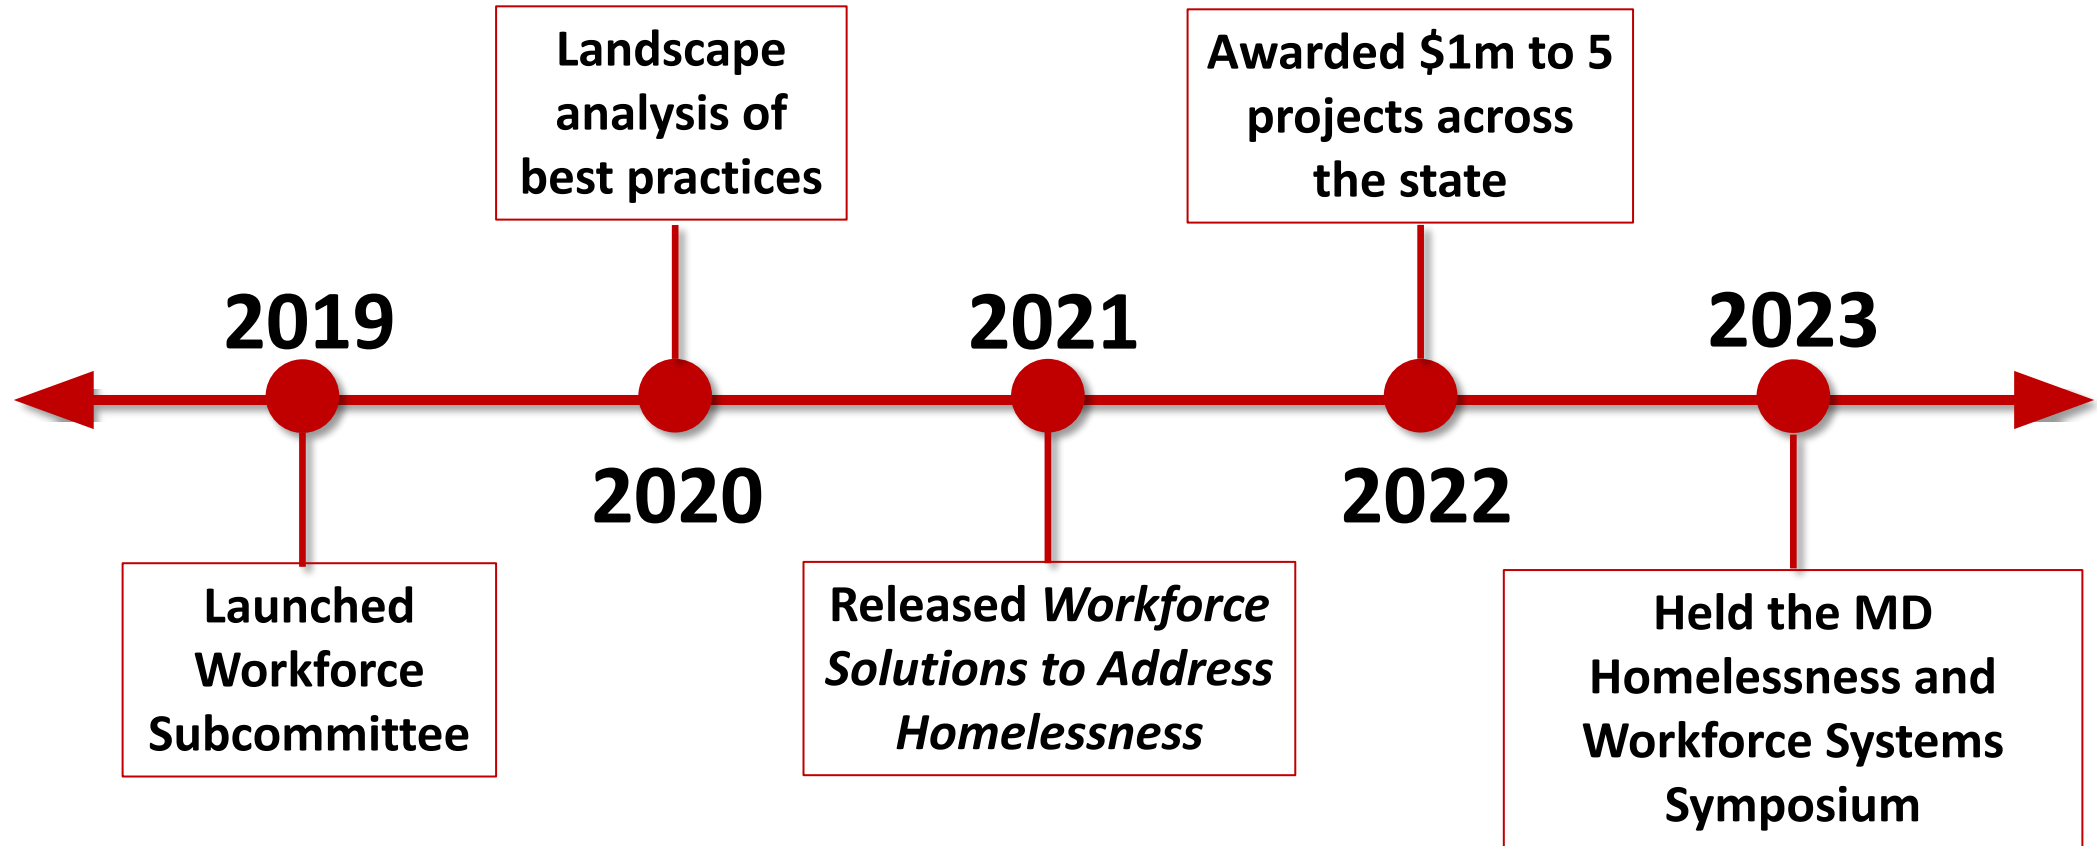 2019
Launched
Workforce
Subcommittee
Landscape
analysis of
best practices
2020
2021
Released Workforce
Solutions to Address
Homelessness
Awarded $1m to 5
projects across
the state
2022
2023
Held the MD
Homelessness and
Workforce Systems
Symposium